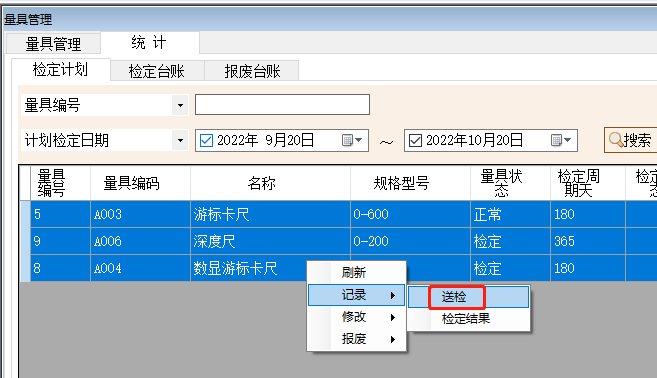 量具管理
量具管理 统 计
检定计划 检定台账 报废台账
量具编号
计划检定日期 2022年 9月20日 ～ 2022年10月20日 搜索
量具编号 量具编码 名称 规格型号 量具状态 检定周期天 检定
5 A003 游标卡尺 0-600 正常 180
9 A006 深度尺 0-200 检定 365
8 A004 数显游标卡尺 检定 180
刷新
记录 送检
修改 检定结果
报废